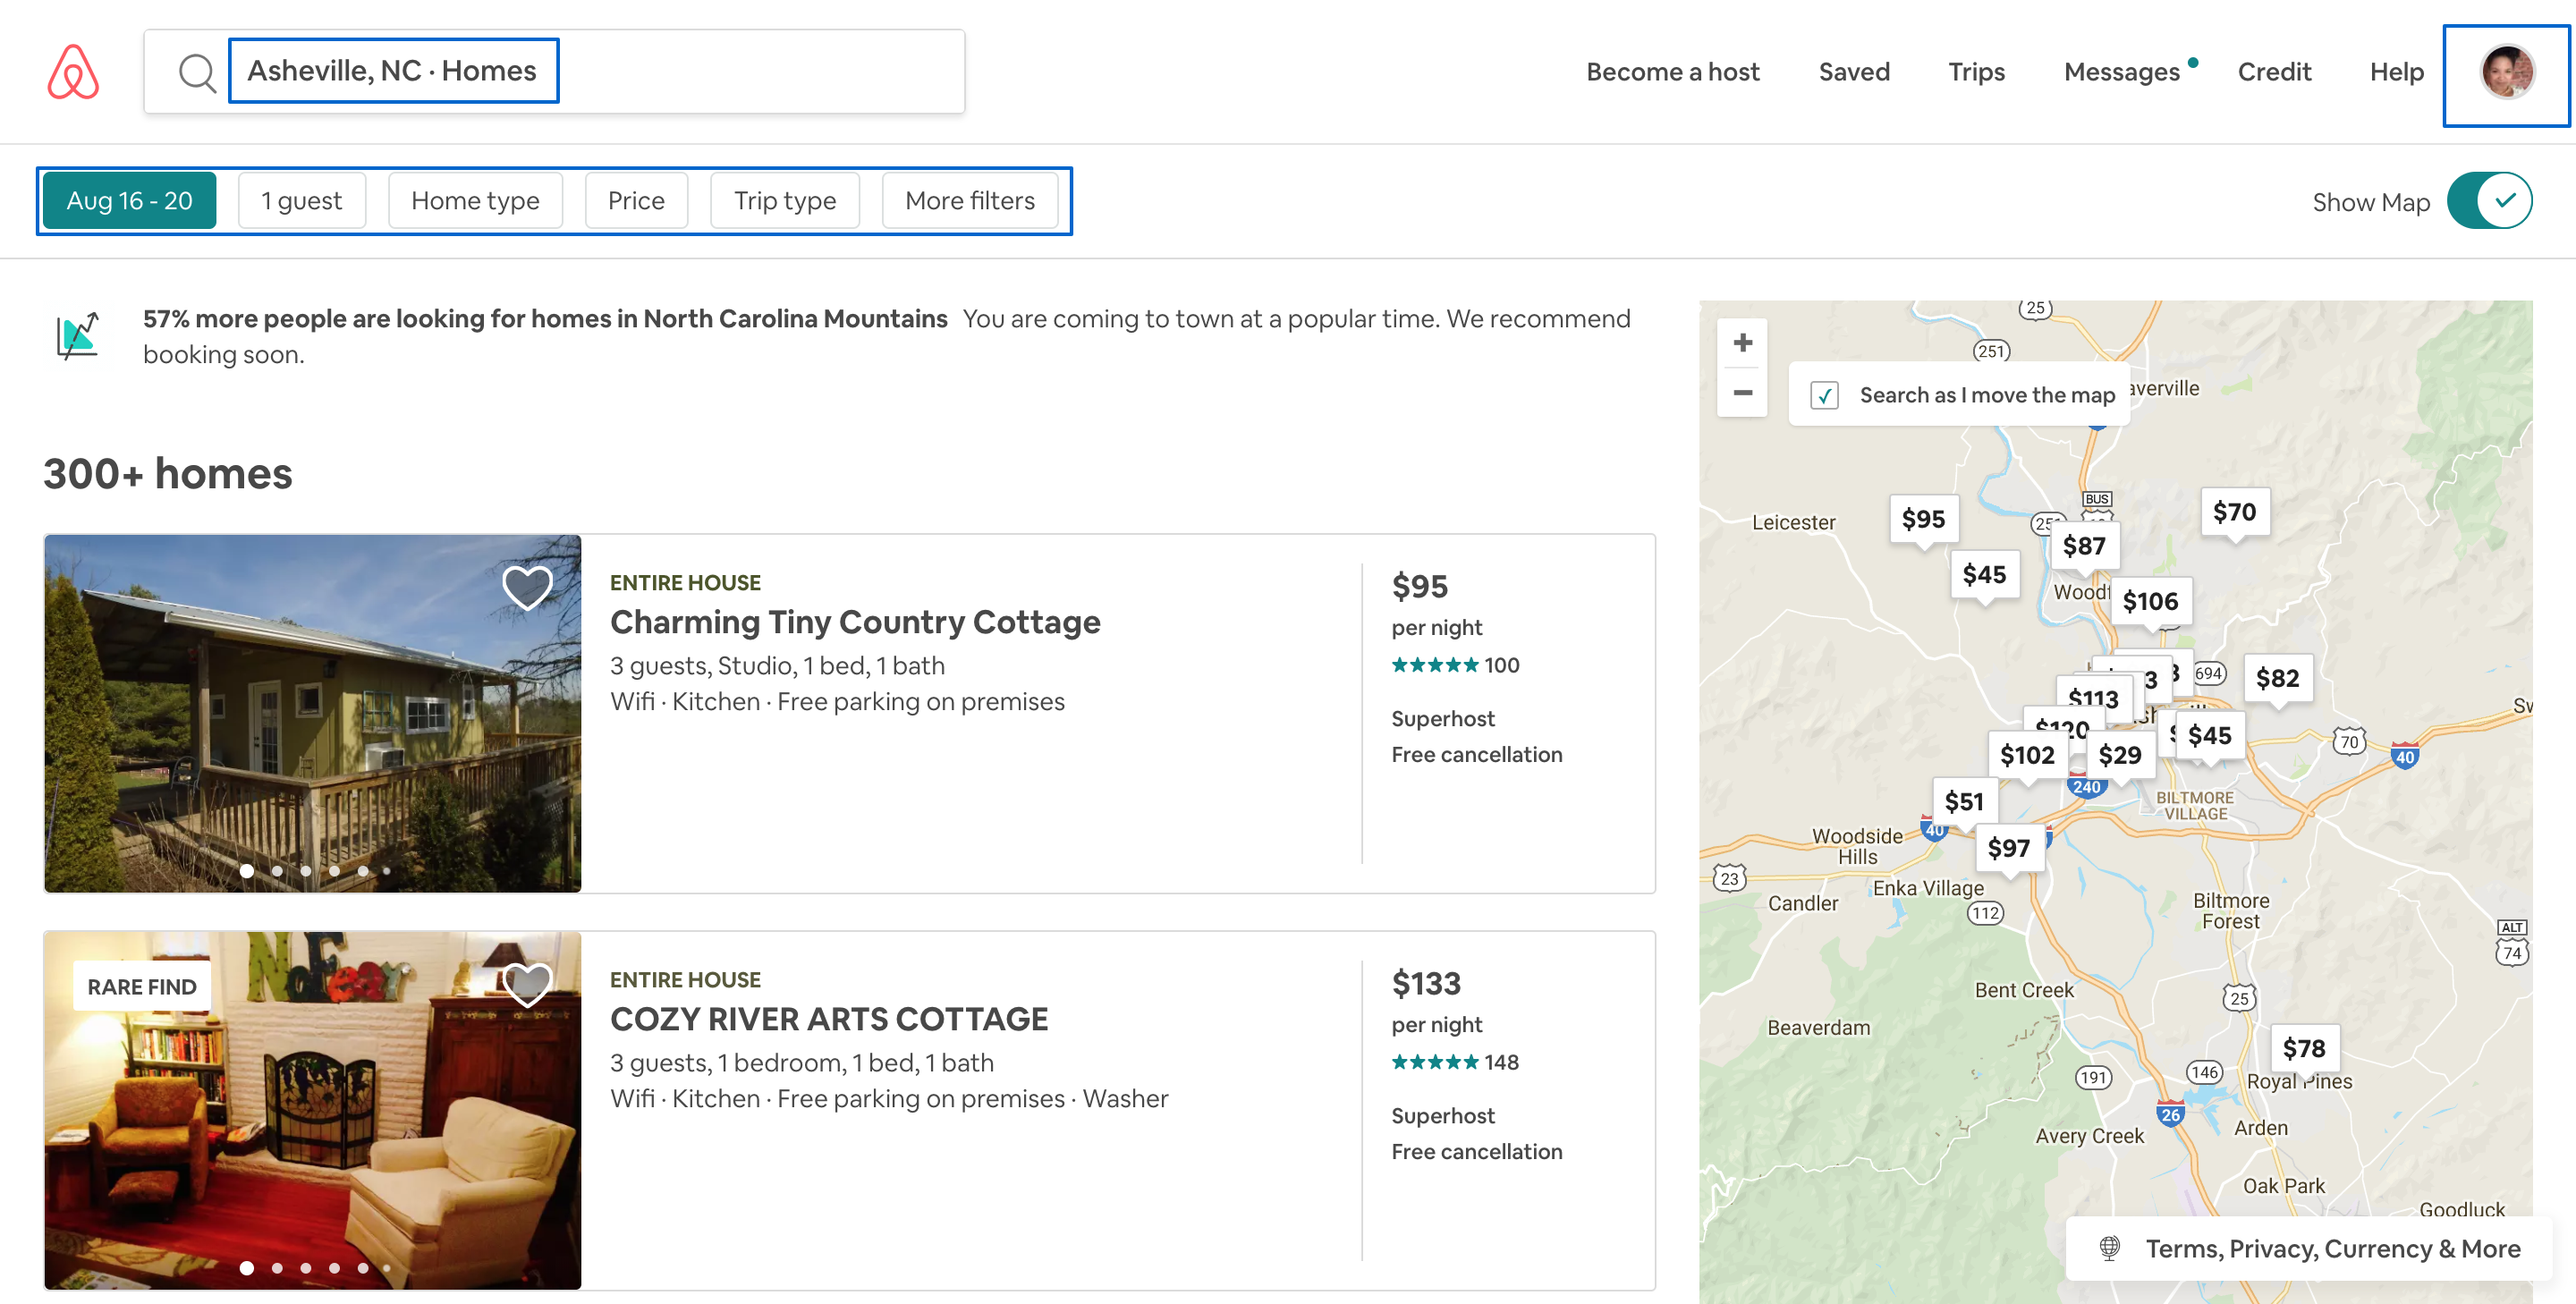 Asheville, NC · Homes
Become a host
Saved
Trips
Messages
Credit
Help
Aug 16 - 20
1 guest
Home type
Price
Trip type
More filters
Show Map
57% more people are looking for homes in North Carolina Mountains You are coming to town at a popular time. We recommend
booking soon.
300+ homes
ENTIRE HOUSE
Charming Tiny Country Cottage
3 guests, Studio, 1 bed, 1 bath
Wifi · Kitchen · Free parking on premises
$95
per night
100
Superhost
Free cancellation
RARE FIND
ENTIRE HOUSE
COZY RIVER ARTS COTTAGE
3 guests, 1 bedroom, 1 bed, 1 bath
Wifi · Kitchen · Free parking on premises · Washer
$133
per night
148
Superhost
Free cancellation
25
251
Search as I move the map
Leicester
$95
BUS
$70
$87
$45
$106
694
$82
$113
$120
$45
$102
$29
70
40
240
$51
BILTMORE
VILLAGE
40
Woodside
Hills
$97
23
Enka Village
Candler
112
Biltmore
Forest
ALT
74
Bent Creek
25
Beaverdam
$78
191
146
Royal Pines
26
Avery Creek
Arden
Oak Park
Goodluck
Terms, Privacy, Currency & More